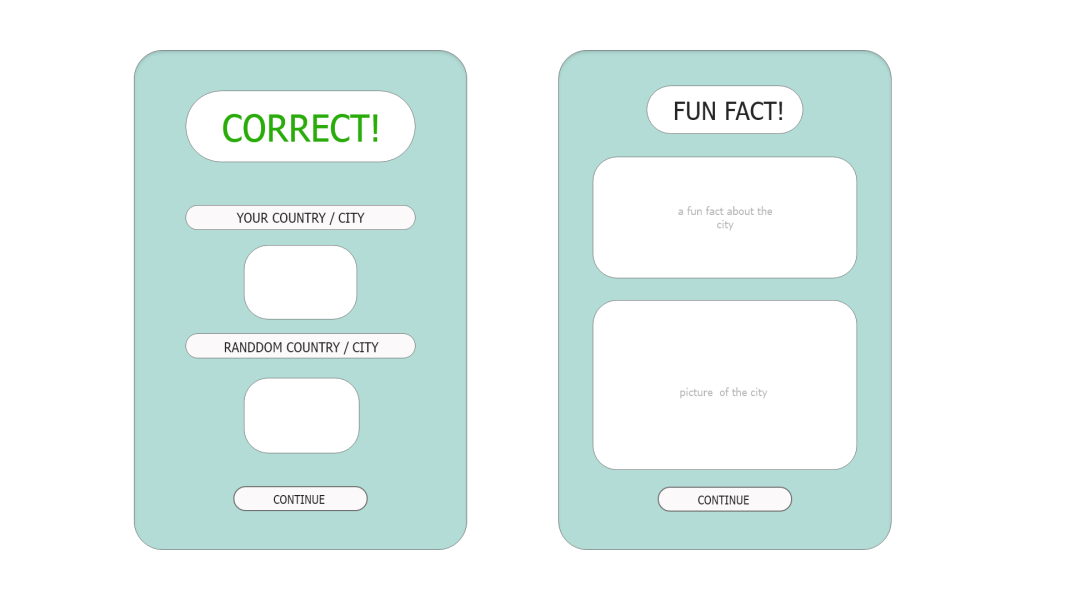 CORRECT!
YOUR COUNTRY / CITY
RANDDOM COUNTRY / CITY
CONTINUE
FUN FACT!
a fun fact about the
city
picture  of the city
CONTINUE